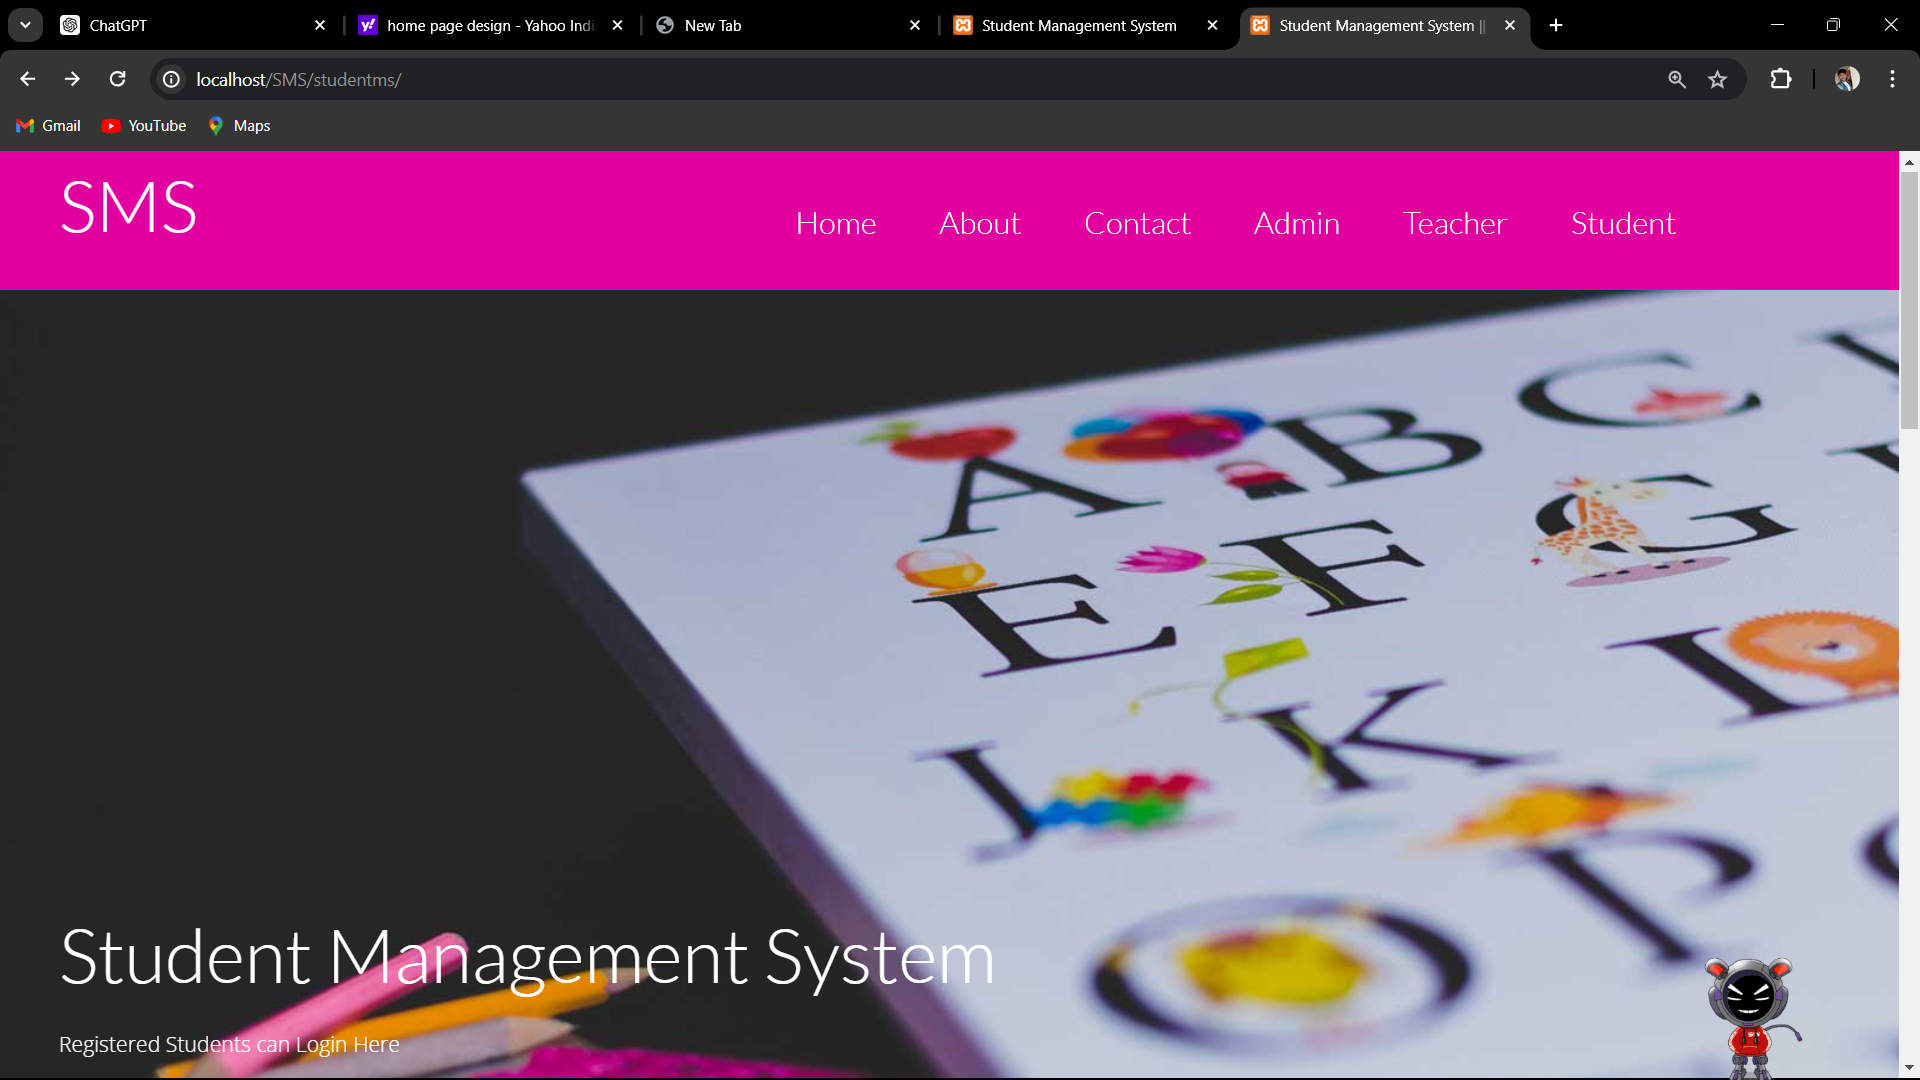 ChatGPT
home page design - Yahoo Indi
New Tab
Student Management System
Student Management System ||
localhost/SMS/studentms/
Gmail
YouTube
Maps
SMS
Home
About
Contact
Admin
Teacher
Student
A B C
E F G
L
K
O P
Student Management System
Registered Students can Login Here